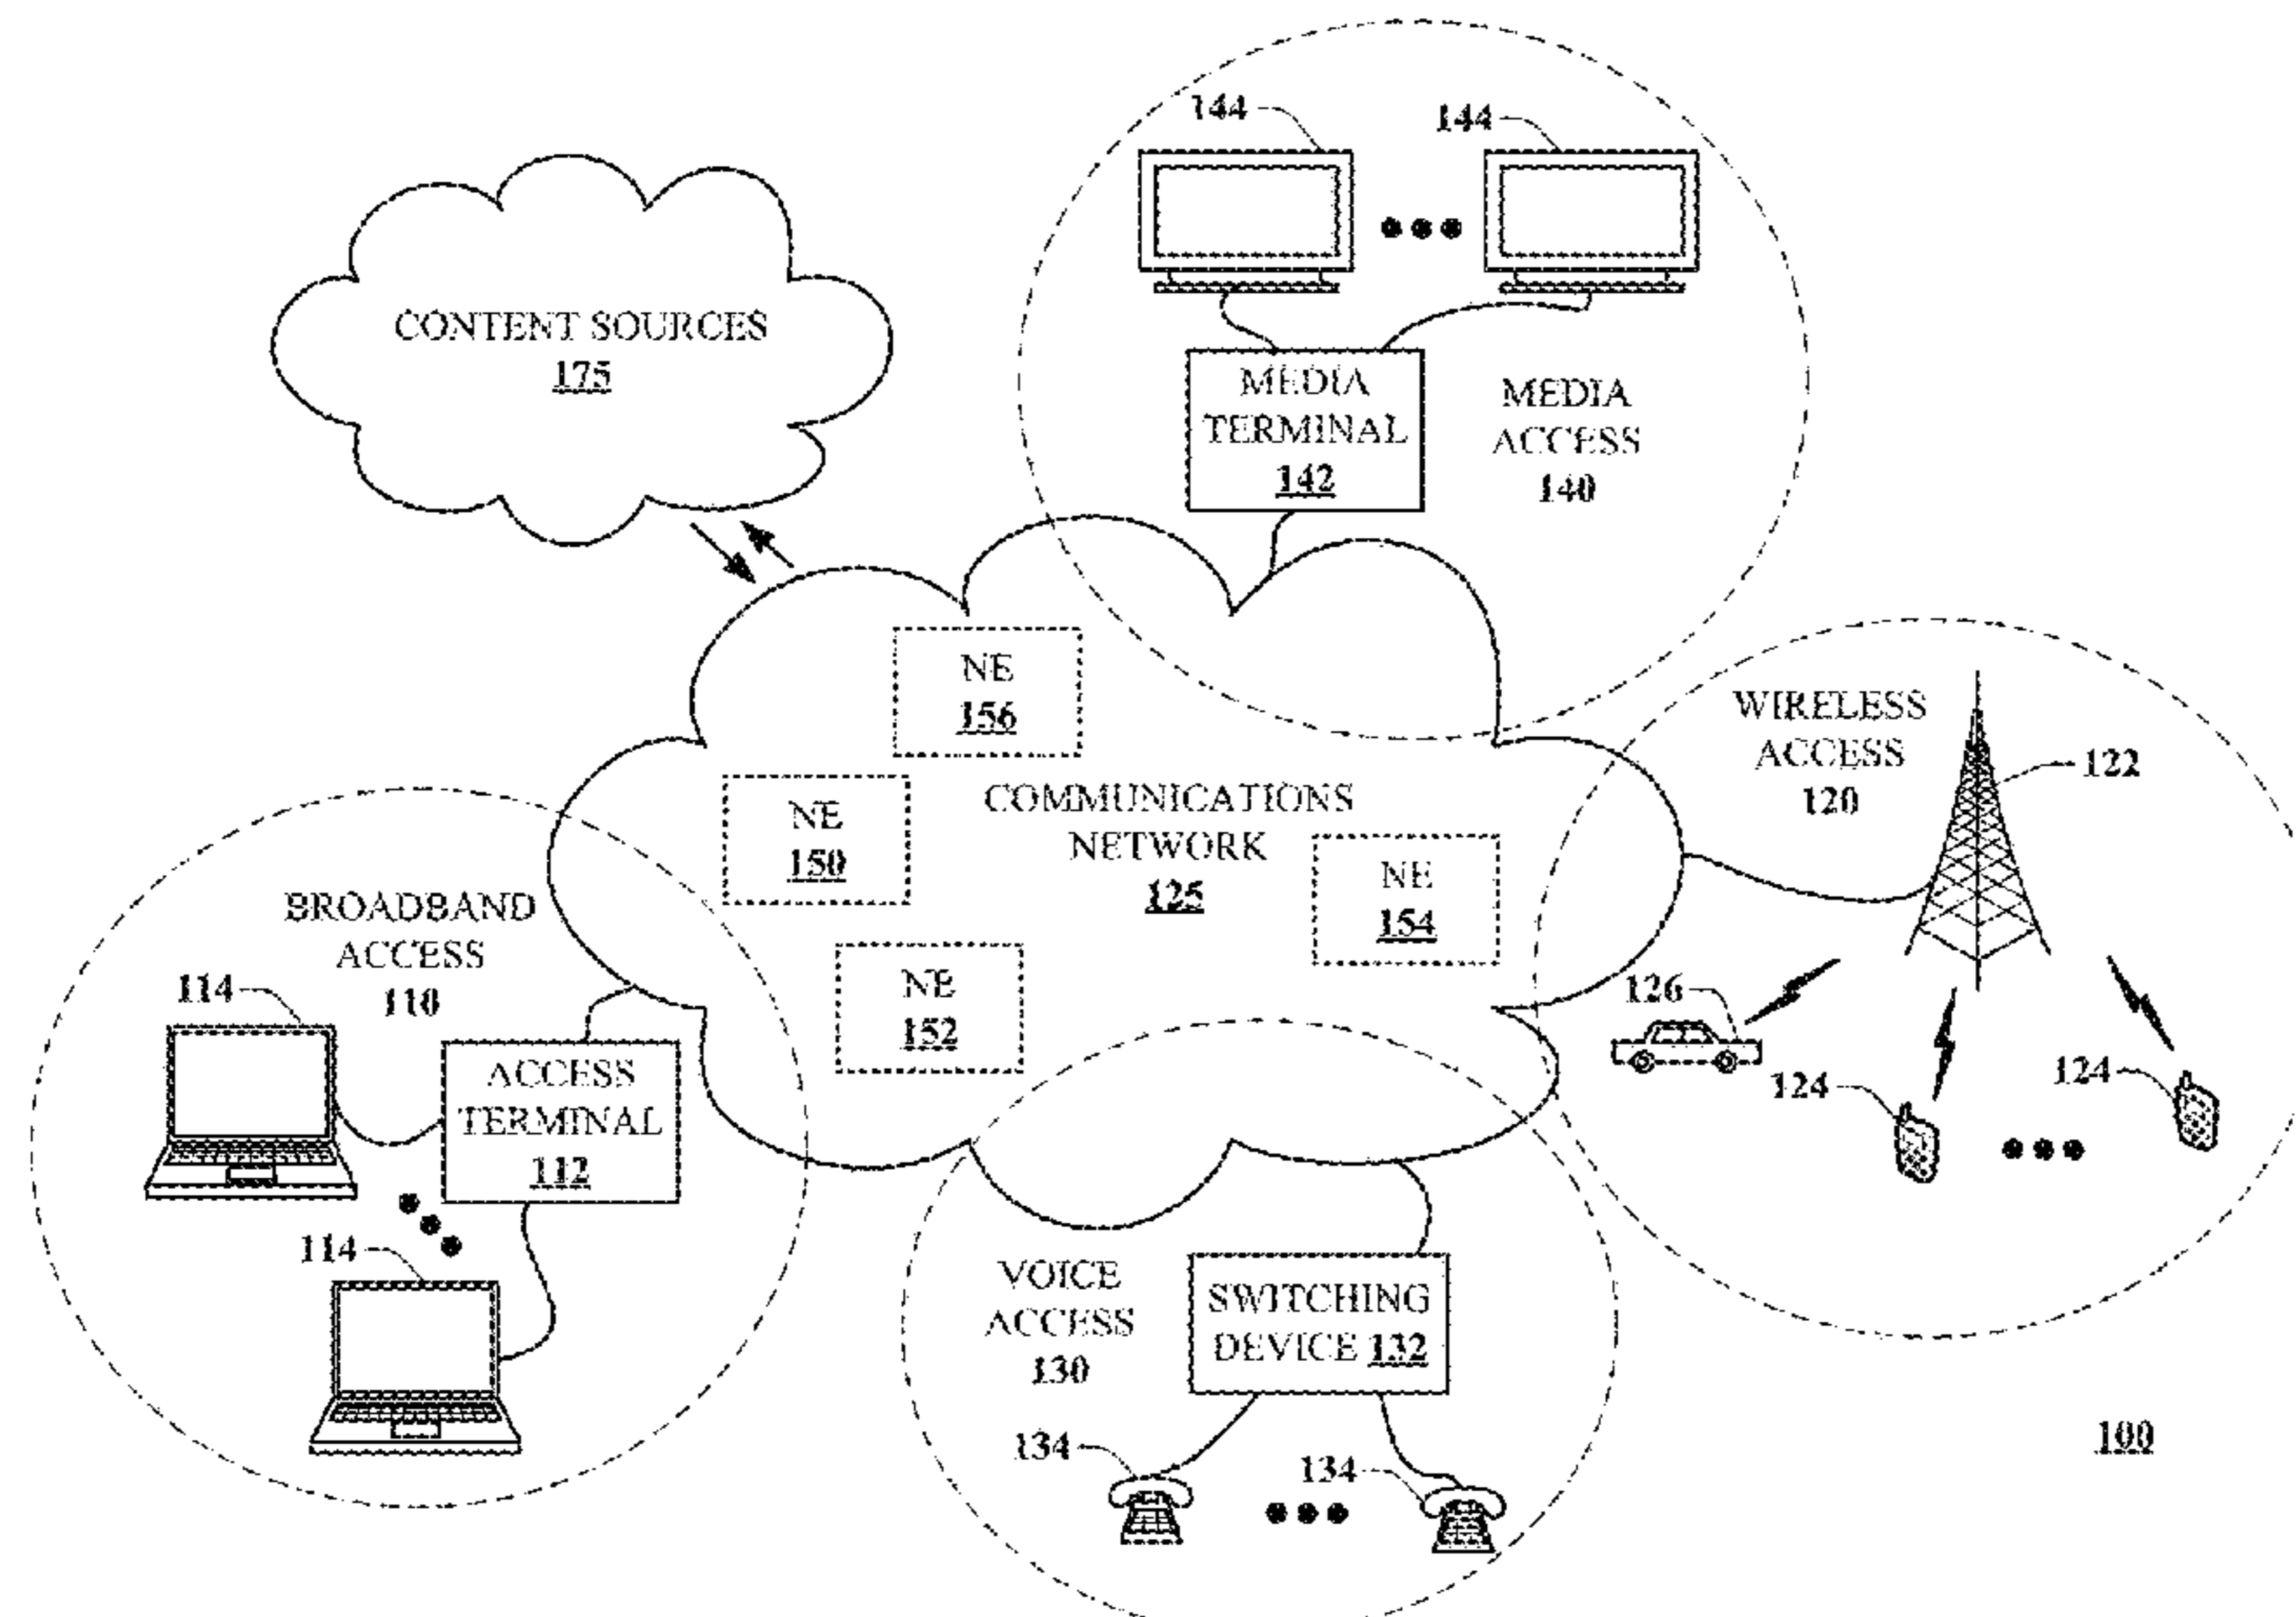 144
144
CONTENT SOURCES
175
MEDIA
TERMINAL
142
MEDIA
ACCESS
140
NE
156
WIRELESS
ACCESS
120
122
NE
150
COMMUNICATIONS
NETWORK
125
NE
154
BROADBAND
ACCESS
110
114
NE
152
126
124
124
ACCESS
TERMINAL
112
114
VOICE
ACCESS
130
SWITCHING
DEVICE 132
134
134
100